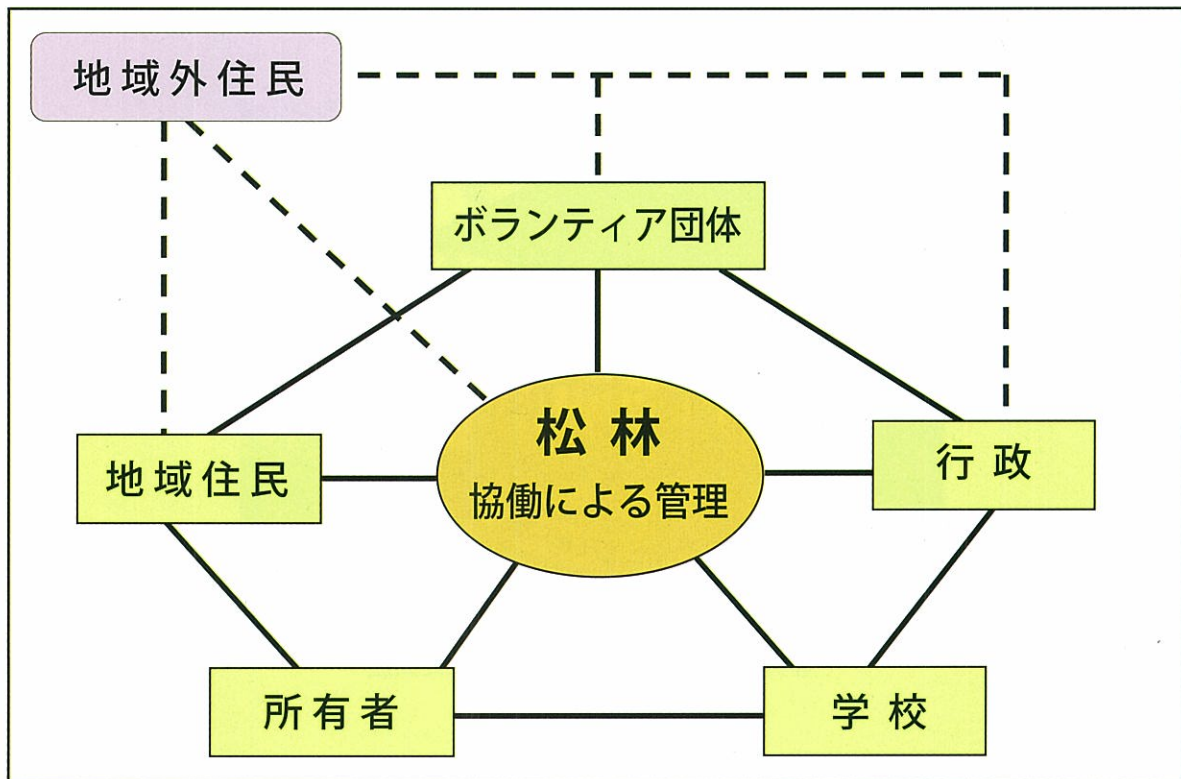 地域外住民
ボランティア団体
松林
協働による管理
地域住民
行政
所有者
学校